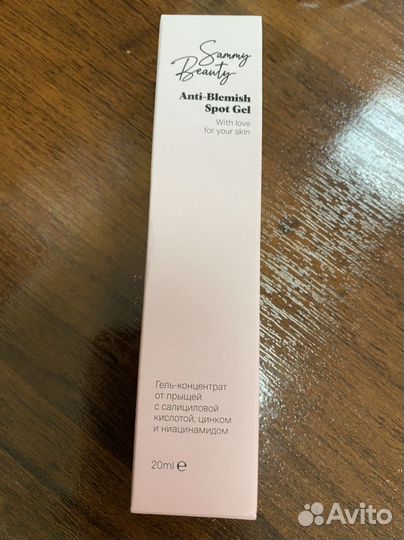 Sammy
Beauty
Anti-Blemish
Spot Gel
With love
for your skin
Гель-концентрат
от прыщей
с салициловой
кислотой, цинком
и ниацинамидом
20ml ℮
Avito